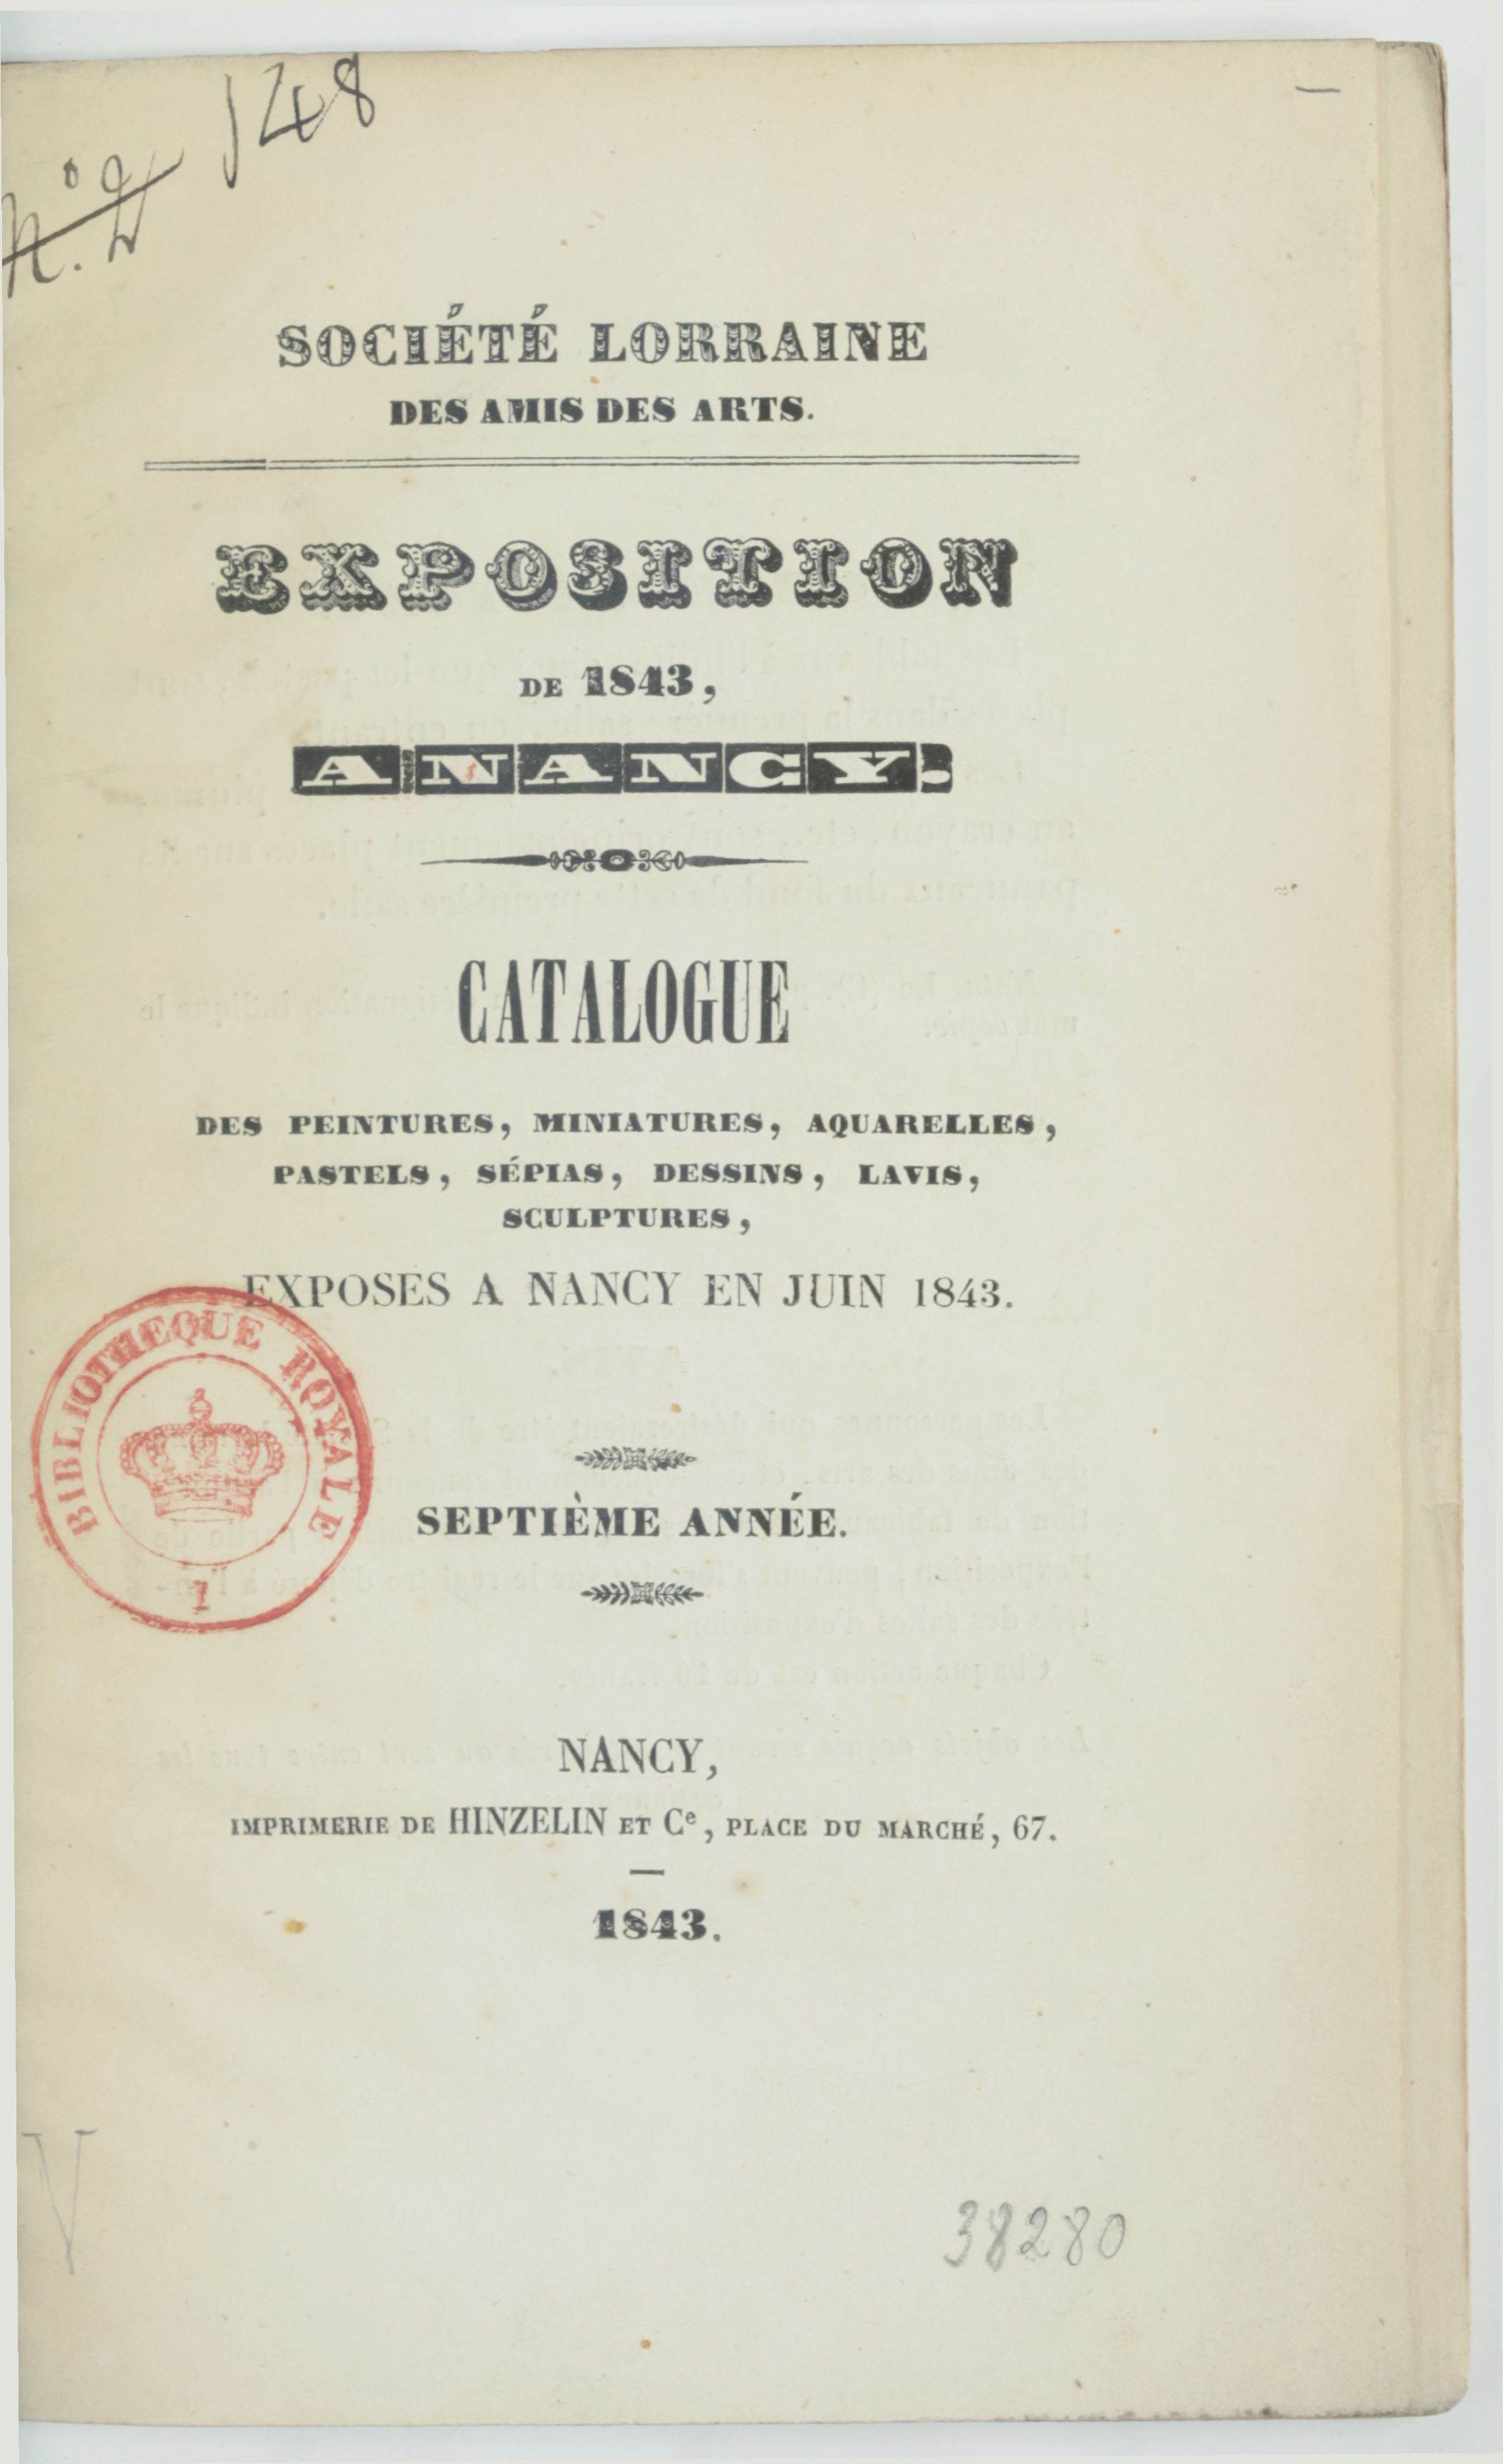 148
SOCIÉTÉ LORRAINE
DES AMIS DES ARTS.
EXPOSITION
DE 1843,
A NANCY.
CATALOGUE
DES PEINTURES, MINIATURES, AQUARELLES,
PASTELS, SÉPIAS, DESSINS, LAVIS,
SCULPTURES,
EXPOSÉS A NANCY EN JUIN 1843.
BIBLIOTHEQUE ROYALE
I
SEPTIÈME ANNÉE.
NANCY,
IMPRIMERIE DE HINZELIN ET Ce, PLACE DU MARCHÉ, 67.
1843.
V
38280